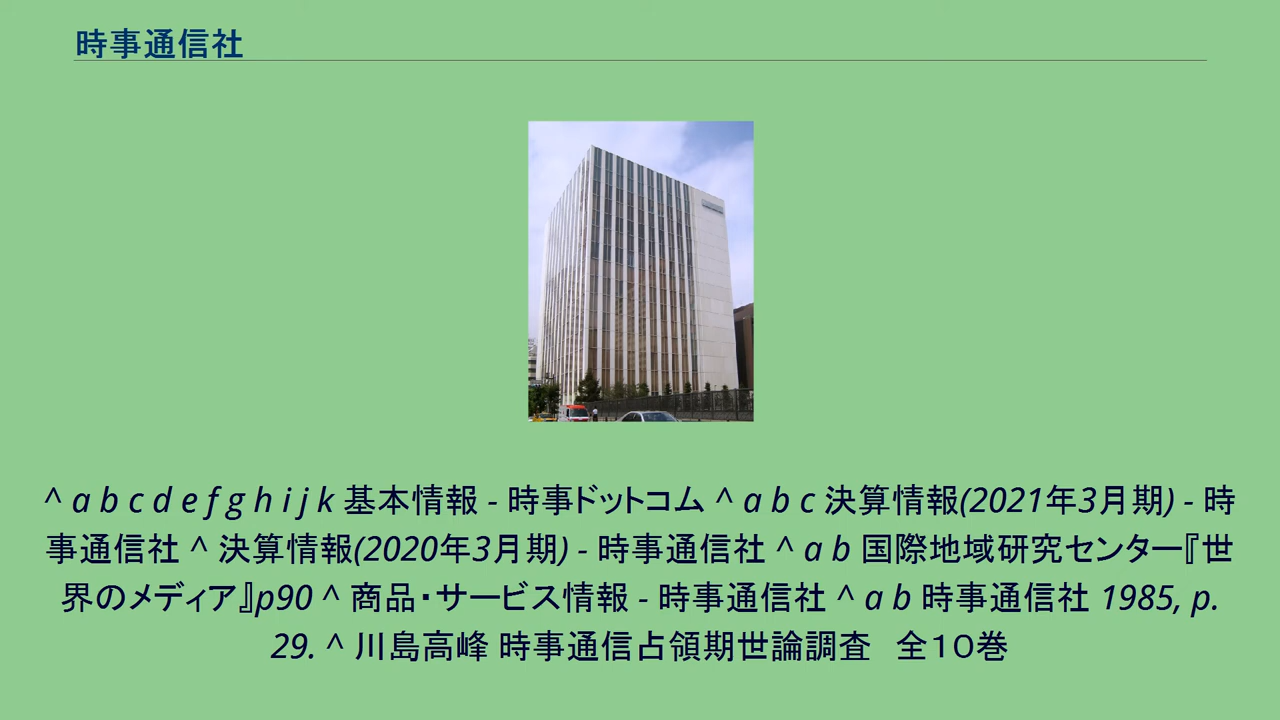 時事通信社
^ a b c d e f g h i j k 基本情報 - 時事ドットコム ^ a b c 決算情報(2021年3月期) - 時
事通信社 ^ 決算情報(2020年3月期) - 時事通信社 ^ a b 国際地域研究センター『世
界のメディア』p90 ^ 商品・サービス情報 - 時事通信社 ^ a b 時事通信社 1985, p.
29. ^ 川島高峰 時事通信占領期世論調査　全１０巻